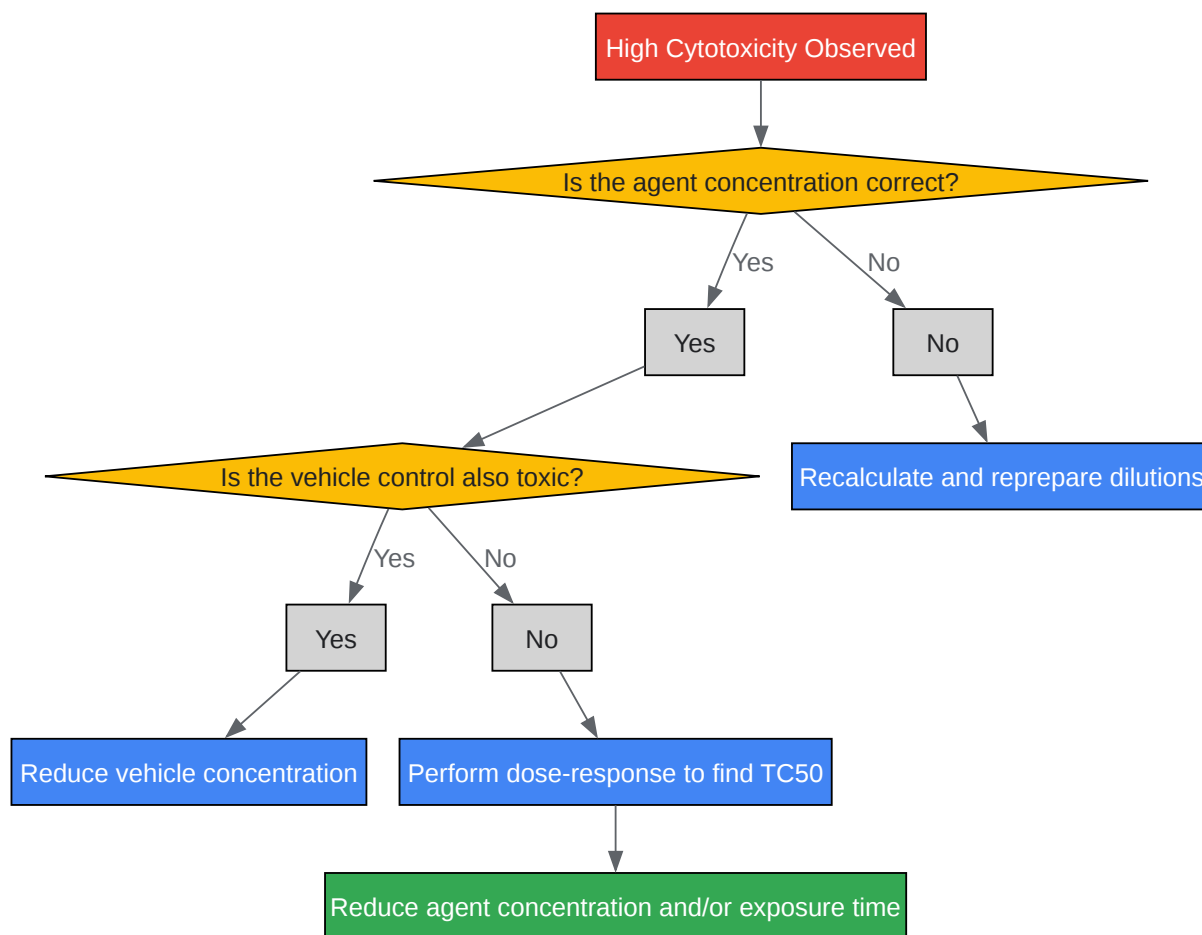 High Cytotoxicity Observed
Is the agent concentration correct?
Yes
No
Yes
No
Is the vehicle control also toxic?
Recalculate and reprepare dilutions
Yes
No
Yes
No
Reduce vehicle concentration
Perform dose-response to find TC50
Reduce agent concentration and/or exposure time